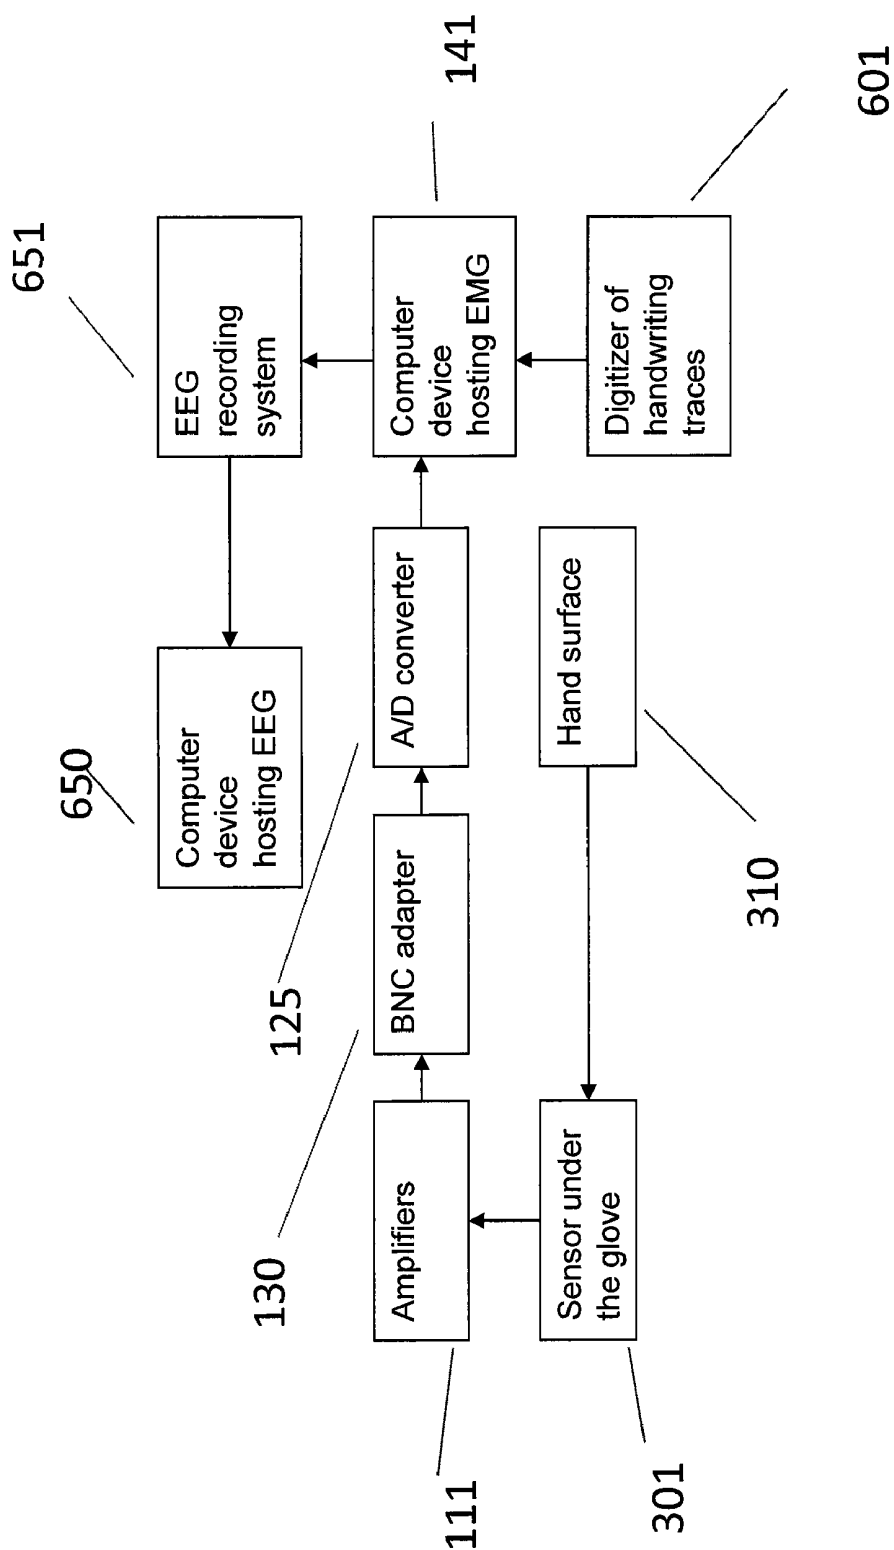 651
650
Computer
device
hosting EEG
EEG
recording
system
130
125
Amplifiers
BNC adapter
A/D converter
Computer
device
hosting EMG
141
111
Sensor under
the glove
Hand surface
Digitizer of
handwriting
traces
301
310
601